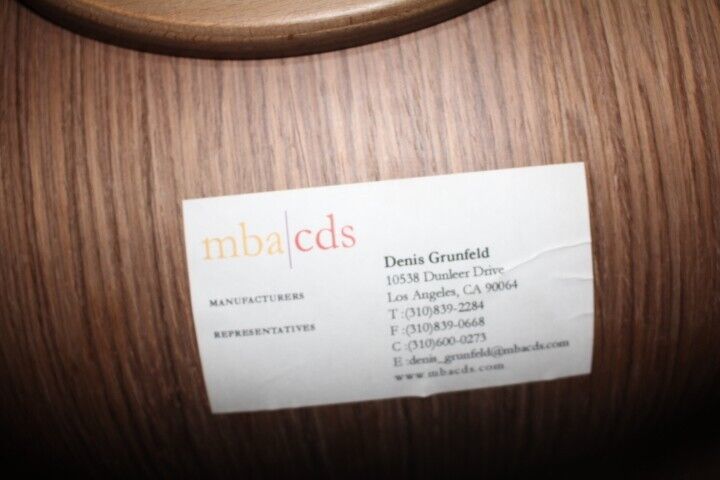 mba|cds
MANUFACTURERS
REPRESENTATIVES
Denis Grunfeld
10538 Dunleer Drive
Los Angeles, CA 90064
T :(310)839-2284
F :(310)839-0668
C :(310)600-0273
E :denis_grunfeld@mbacds.com
www.mbacds.com